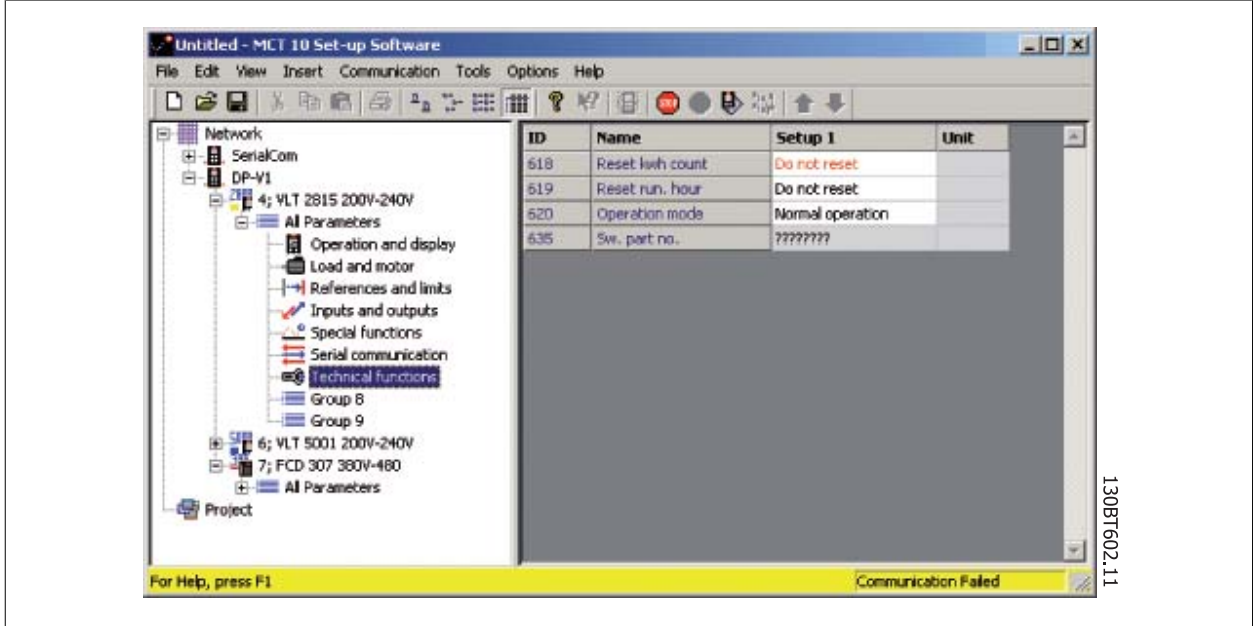 Untitled - MCT 10 Set-up Software
File Edit View Insert Communication Tools Options Help
Network
SerialCom
DP-V1
4; VLT 2815 200V-240V
All Parameters
Operation and display
Load and motor
References and limits
Inputs and outputs
Special functions
Serial communication
Technical functions
Group 8
Group 9
6; VLT 5001 200V-240V
7; FCD 307 380V-480
All Parameters
Project
ID Name Setup 1 Unit
618 Reset kwh count Do not reset
619 Reset run. hour Do not reset
620 Operation mode Normal operation
635 Sw. part no. ????????
For Help, press F1
Communication Failed
130BT602.11